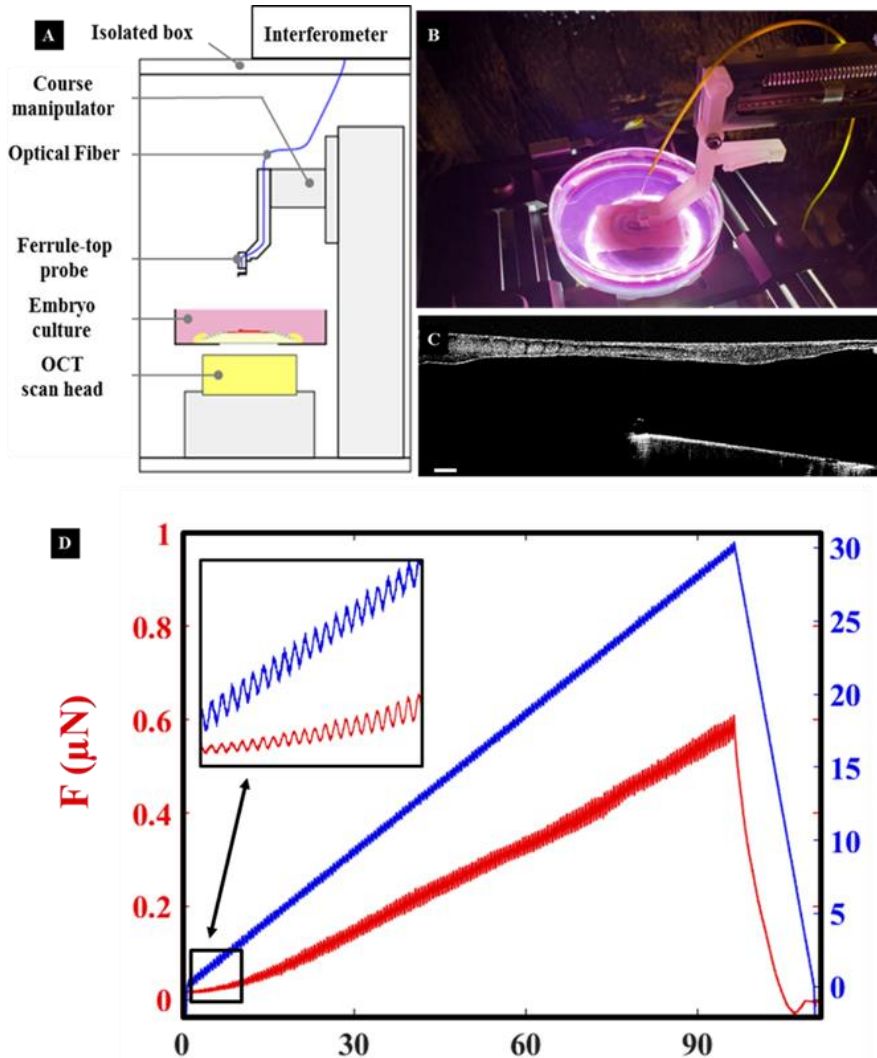 A
Isolated box
Interferometer
Course
manipulator
Optical Fiber
Ferrule-top
probe
Embryo
culture
OCT
scan head
B
C
D
1
0.8
0.6
0.4
0.2
0
F (μN)
30
25
20
15
10
5
0
0
30
60
90